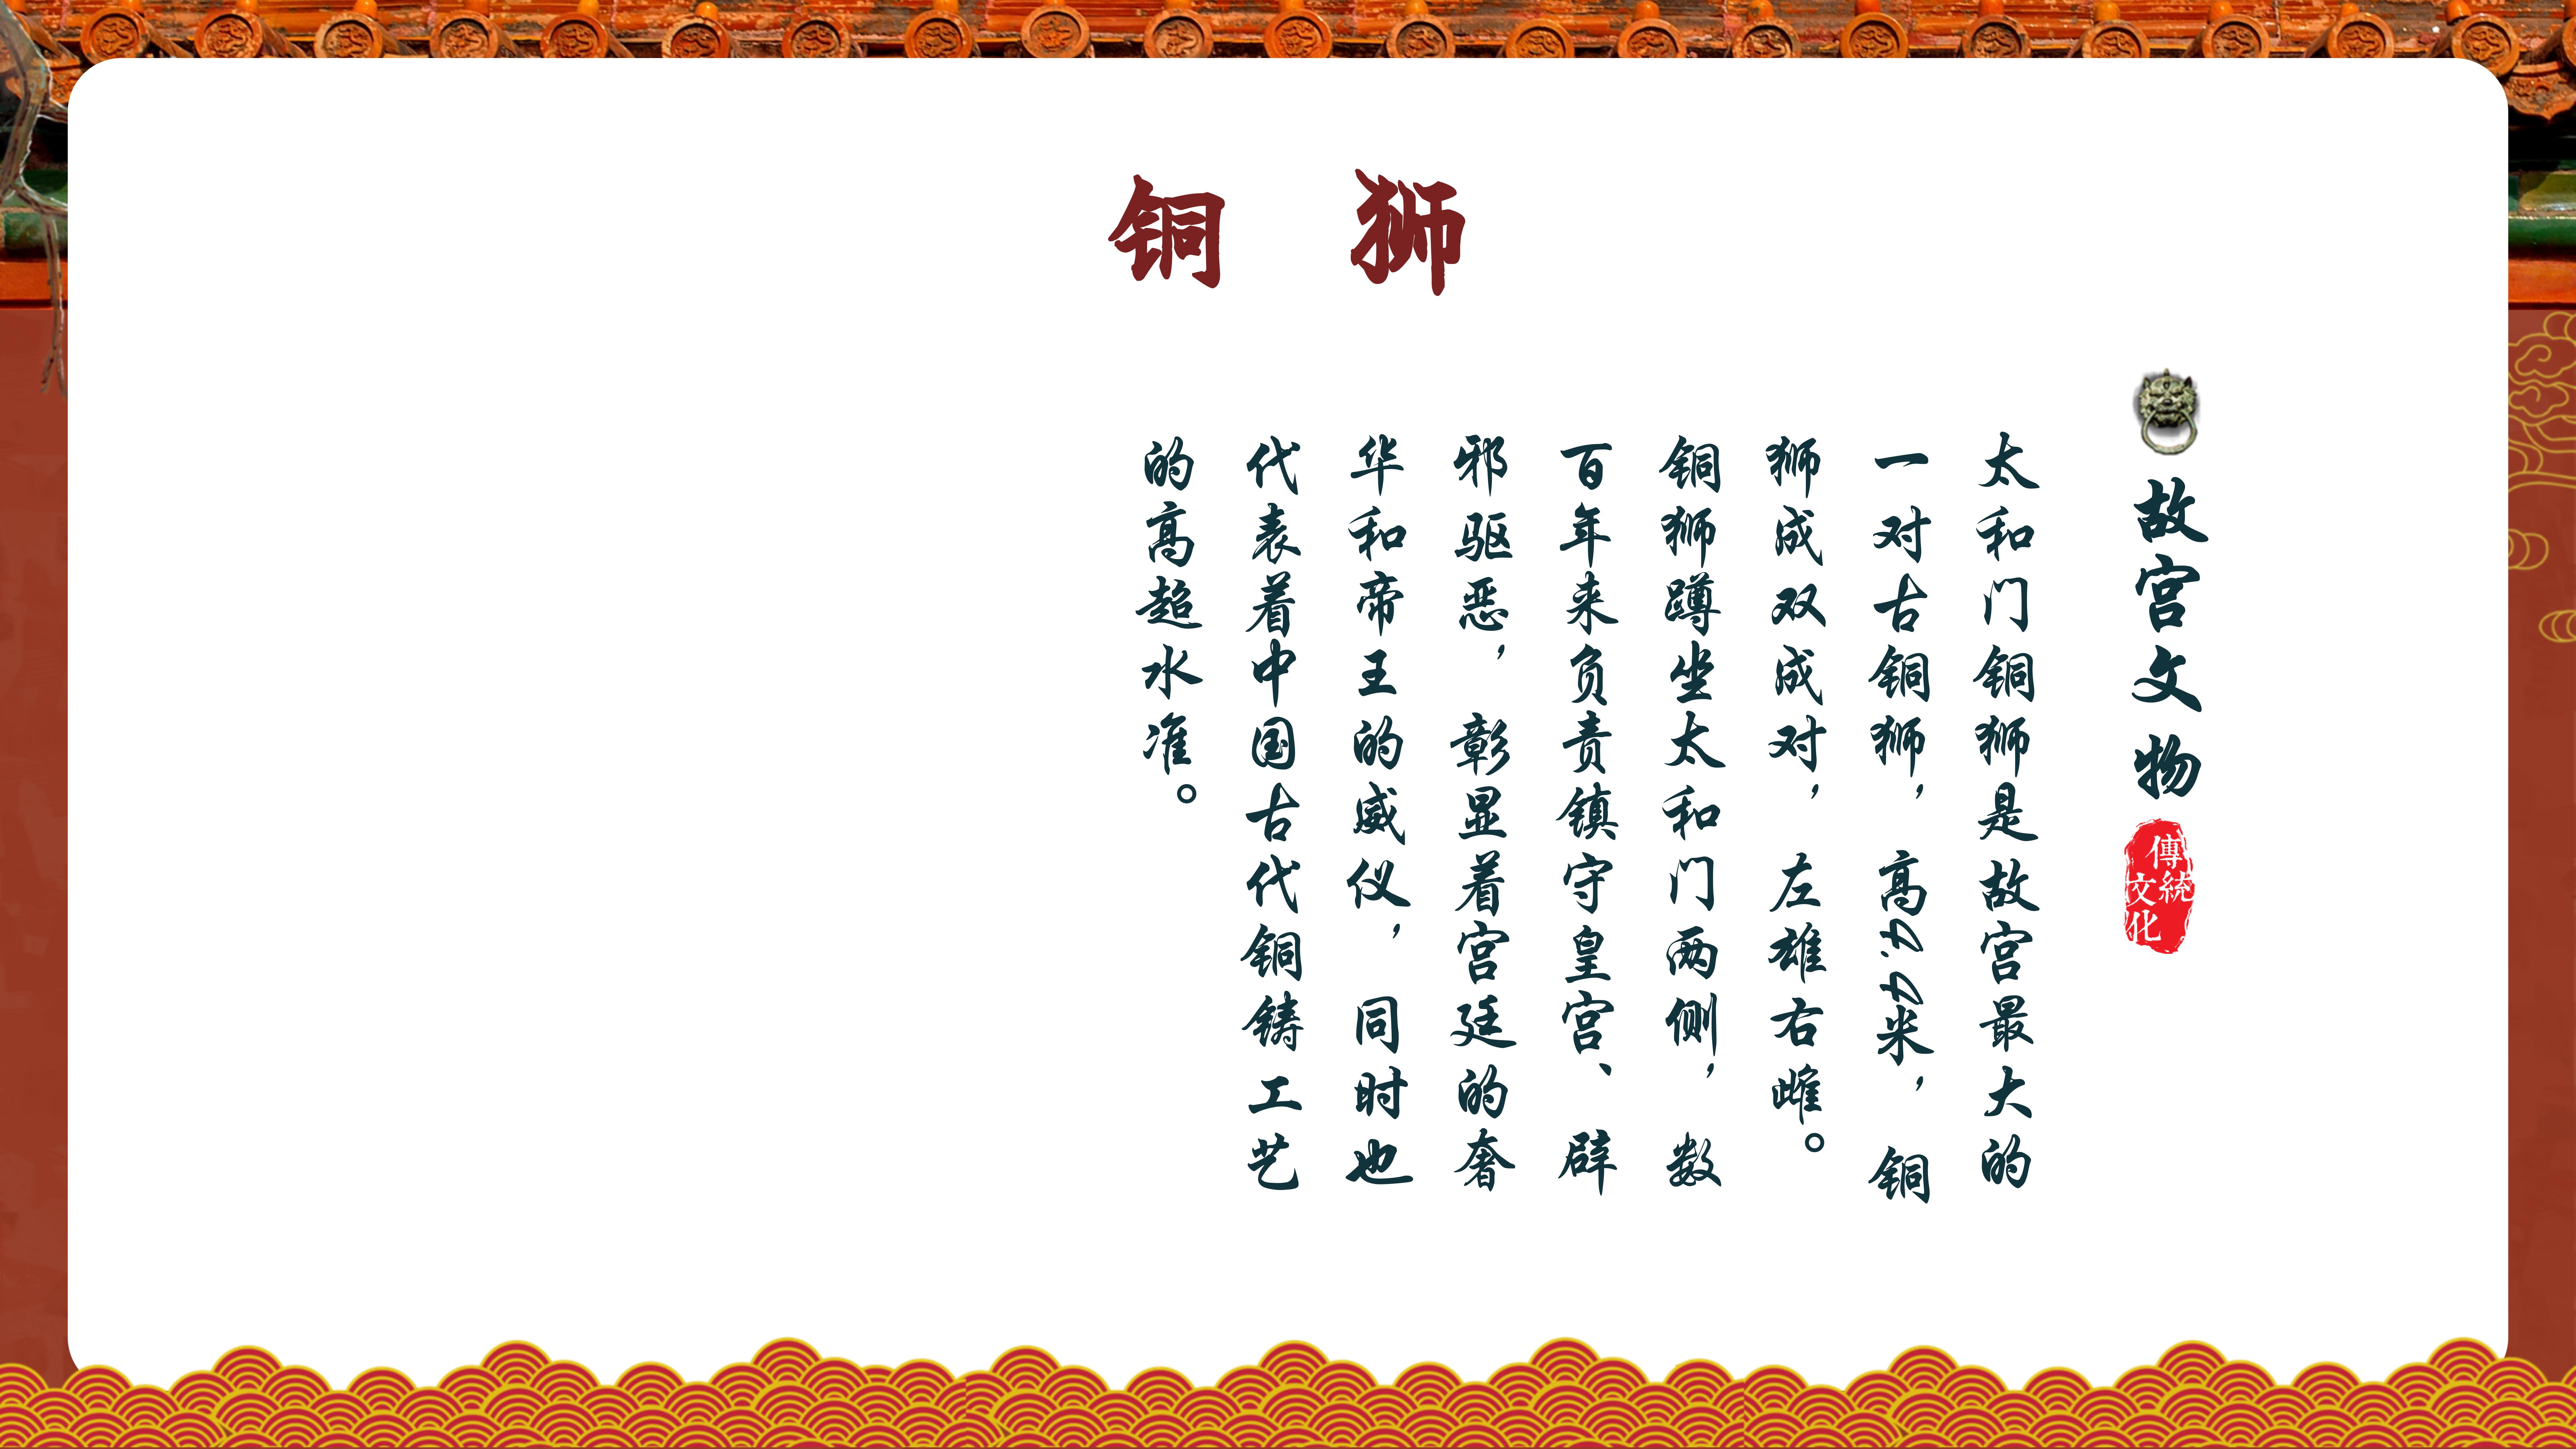 铜狮
故宫文物
傳統
文化
太和门铜狮是故宫最大的
一对古铜狮，高4.4米，铜
狮成双成对，左雄右雌。
铜狮蹲坐太和门两侧，数
百年来负责镇守皇宫、辟
邪驱恶，彰显着宫廷的奢
华和帝王的威仪，同时也
代表着中国古代铜铸工艺
的高超水准。